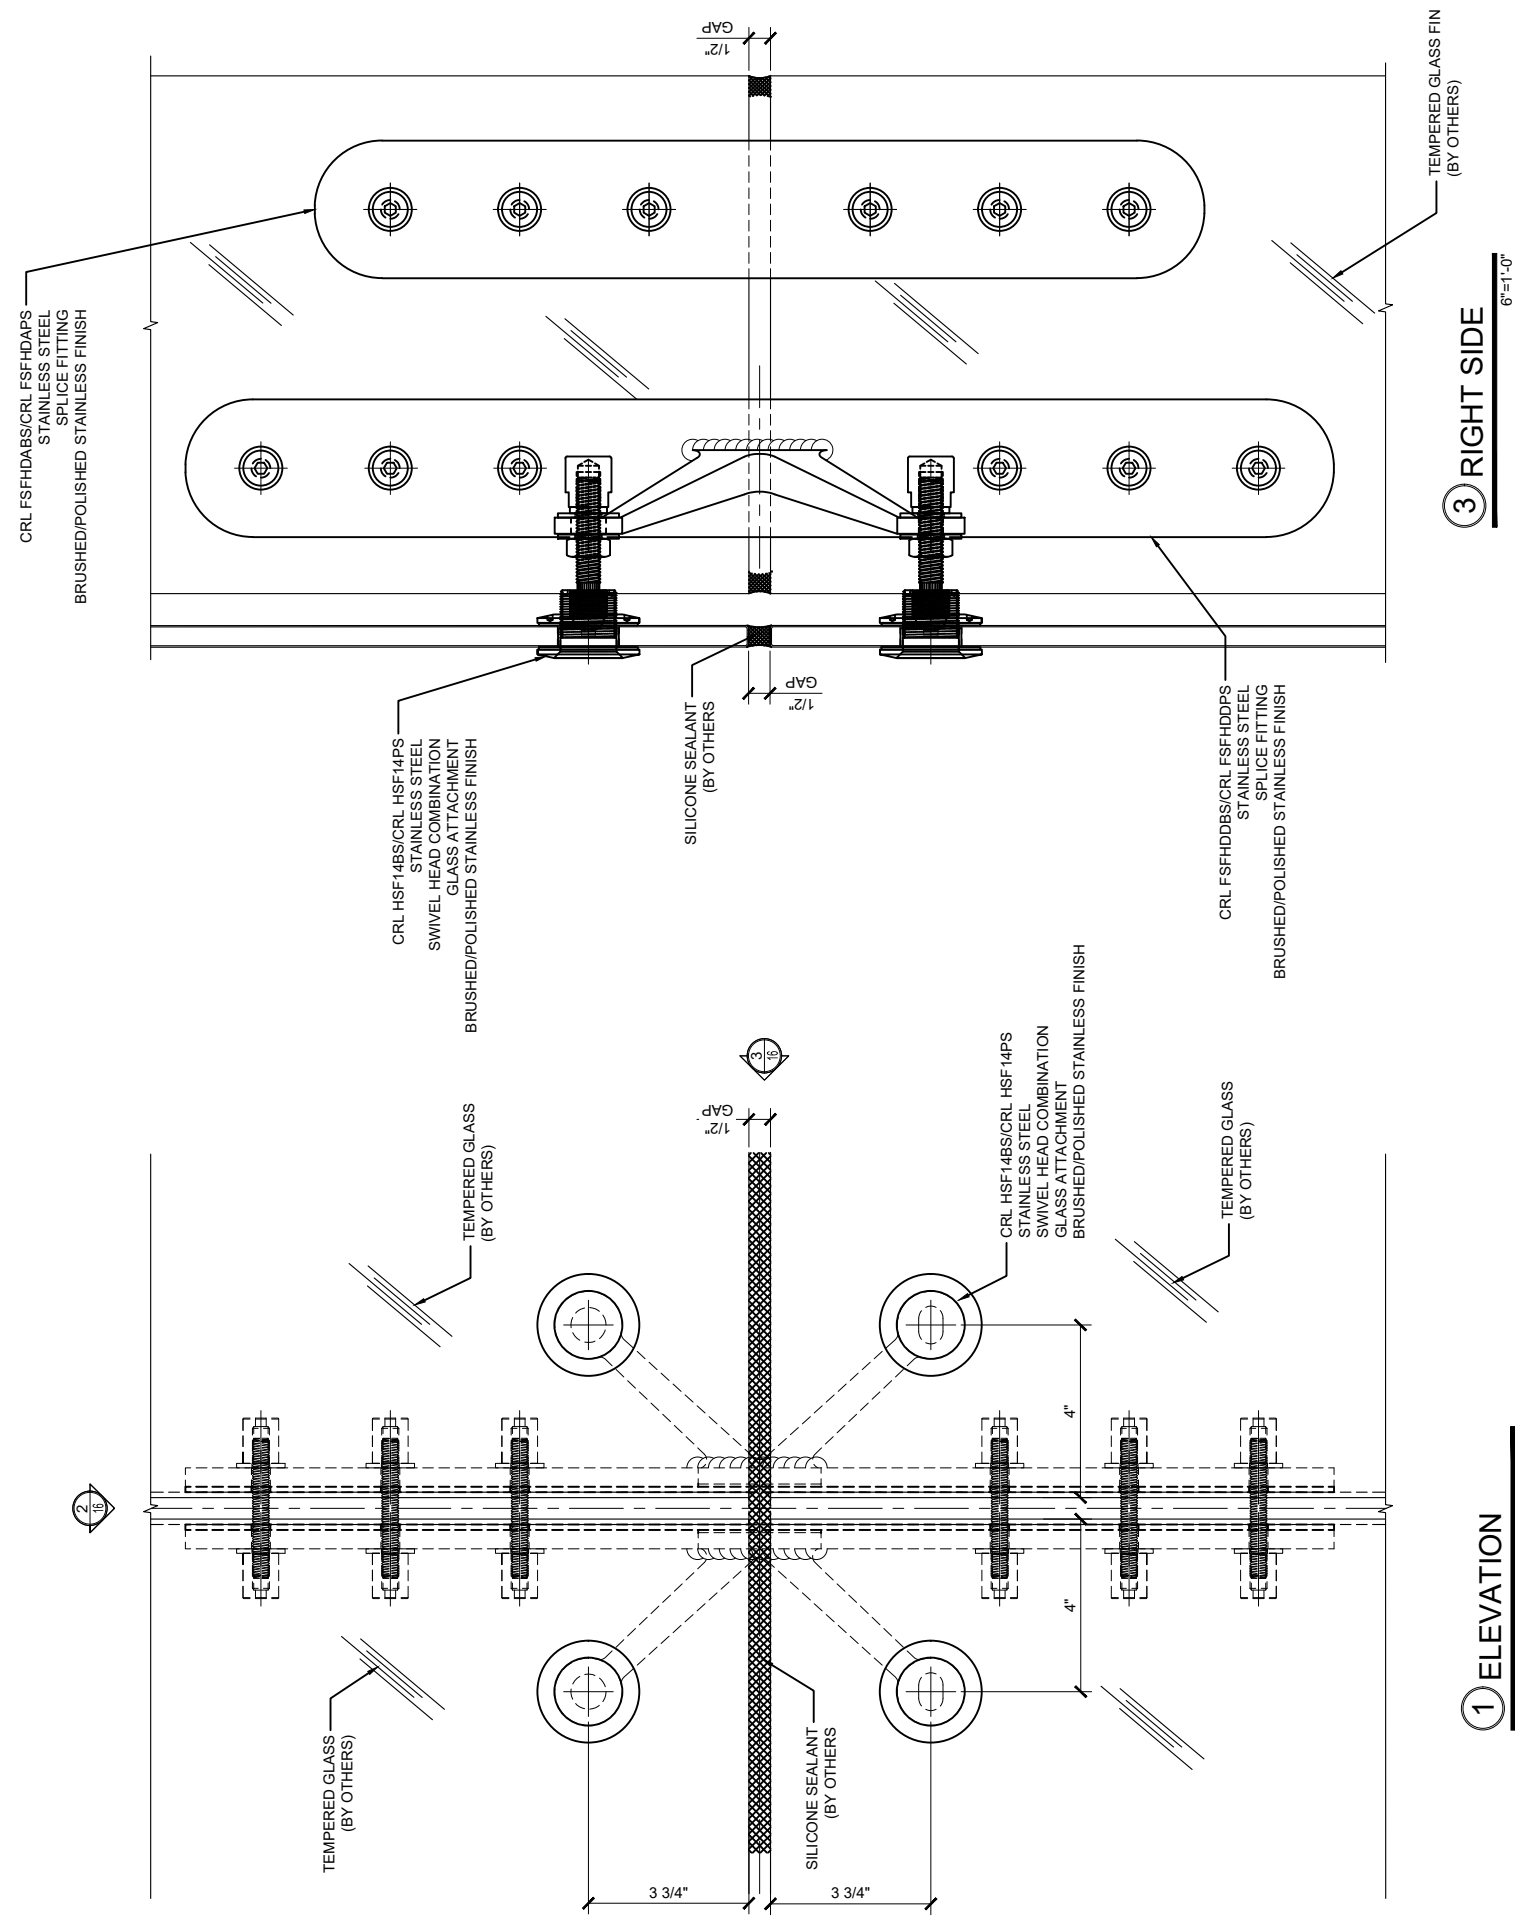 CRL FSFHDABS/CRL FSFHDAPS
STAINLESS STEEL
SPLICE FITTING
BRUSHED/POLISHED STAINLESS FINISH
1/2"
GAP
TEMPERED GLASS FIN
(BY OTHERS)
CRL HSF14BS/CRL HSF14PS
STAINLESS STEEL
SWIVEL HEAD COMBINATION
GLASS ATTACHMENT
BRUSHED/POLISHED STAINLESS FINISH
SILICONE SEALANT
(BY OTHERS
1/2"
GAP
CRL FSFHDDBS/CRL FSFHDDPS
STAINLESS STEEL
SPLICE FITTING
BRUSHED/POLISHED STAINLESS FINISH
3 RIGHT SIDE
6"=1'-0"
2
16
3
16
TEMPERED GLASS
(BY OTHERS)
1/2"
GAP
CRL HSF14BS/CRL HSF14PS
STAINLESS STEEL
SWIVEL HEAD COMBINATION
GLASS ATTACHMENT
BRUSHED/POLISHED STAINLESS FINISH
TEMPERED GLASS
(BY OTHERS)
4"
4"
TEMPERED GLASS
(BY OTHERS)
SILICONE SEALANT
(BY OTHERS
3 3/4"
3 3/4"
1 ELEVATION